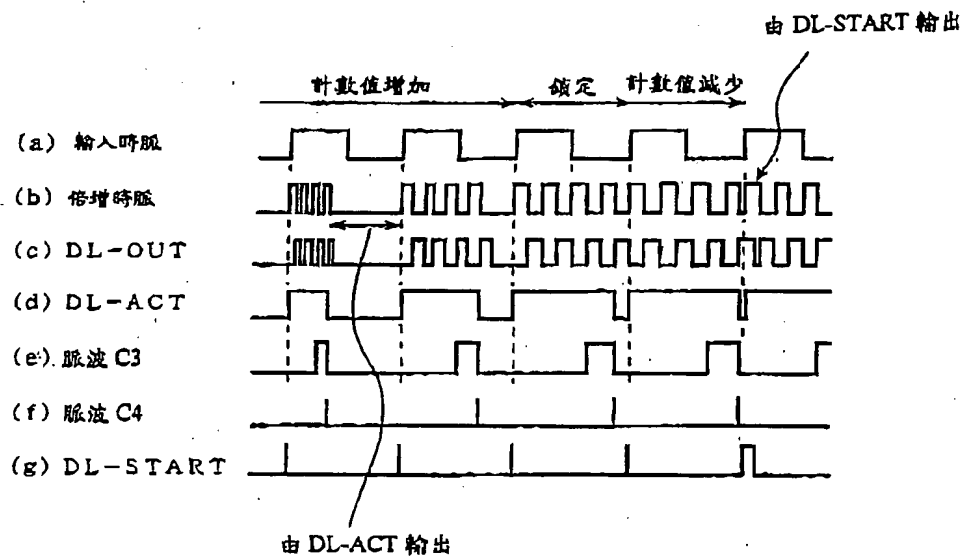 由 DL-START 輸出
計數值增加 鎖定 計數值減少
(a) 輸入時脈
(b) 倍增時脈
(c) DL-OUT
(d) DL-ACT
(e) 脈波 C3
(f) 脈波 C4
(g) DL-START
由 DL-ACT 輸出